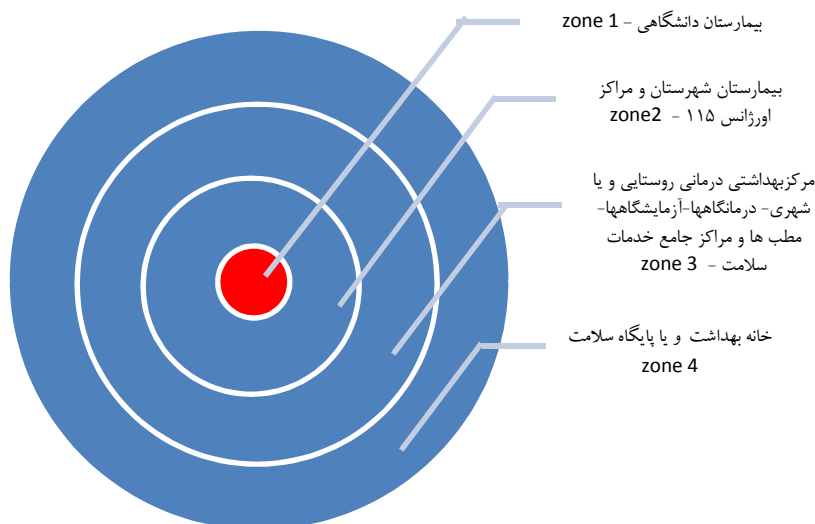 بیمارستان دانشگاهی - zone 1
بیمارستان شهرستان و مراکز
اورژانس ۱۱۵ - zone2
مرکزبهداشتی درمانی روستایی و یا
شهری- درمانگاهها-آزمایشگاهها-
مطب ها و مراکز جامع خدمات
سلامت - zone 3
خانه بهداشت و یا پایگاه سلامت
zone 4